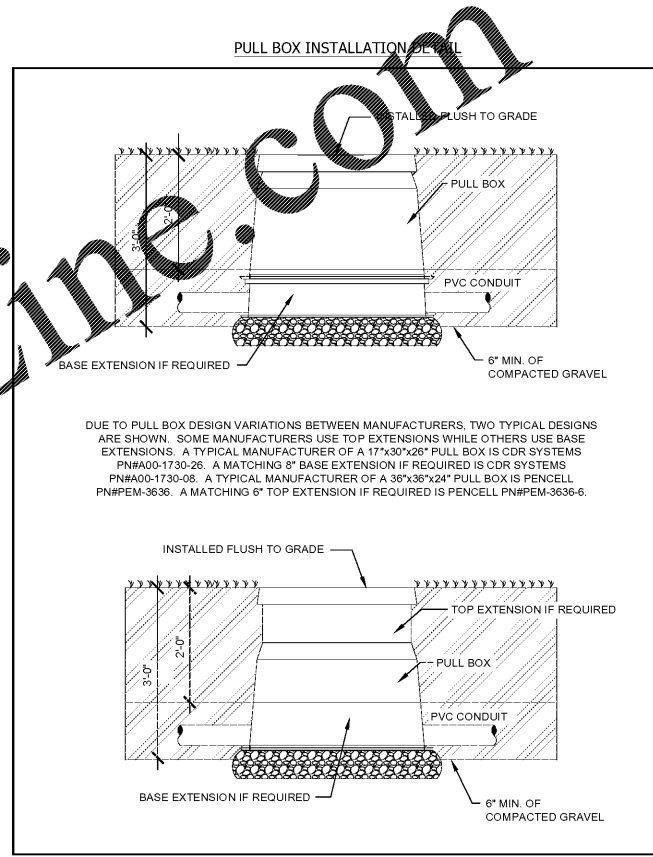 PULL BOX INSTALLATION DETAIL
INSTALLED FLUSH TO GRADE
PULL BOX
2'-0"
3'-0"
PVC CONDUIT
BASE EXTENSION IF REQUIRED
6" MIN. OF
COMPACTED GRAVEL
DUE TO PULL BOX DESIGN VARIATIONS BETWEEN MANUFACTURERS, TWO TYPICAL DESIGNS
ARE SHOWN. SOME MANUFACTURERS USE TOP EXTENSIONS WHILE OTHERS USE BASE
EXTENSIONS. A TYPICAL MANUFACTURER OF A 17"x30"x26" PULL BOX IS CDR SYSTEMS
PN#A00-1730-26. A MATCHING 8" BASE EXTENSION IF REQUIRED IS CDR SYSTEMS
PN#A00-1730-08. A TYPICAL MANUFACTURER OF A 36"x36"x24" PULL BOX IS PENCELL
PN#PEM-3636. A MATCHING 6" TOP EXTENSION IF REQUIRED IS PENCELL PN#PEM-3636-6.
INSTALLED FLUSH TO GRADE
TOP EXTENSION IF REQUIRED
2'-0"
3'-0"
PULL BOX
PVC CONDUIT
BASE EXTENSION IF REQUIRED
6" MIN. OF
COMPACTED GRAVEL
ine.com